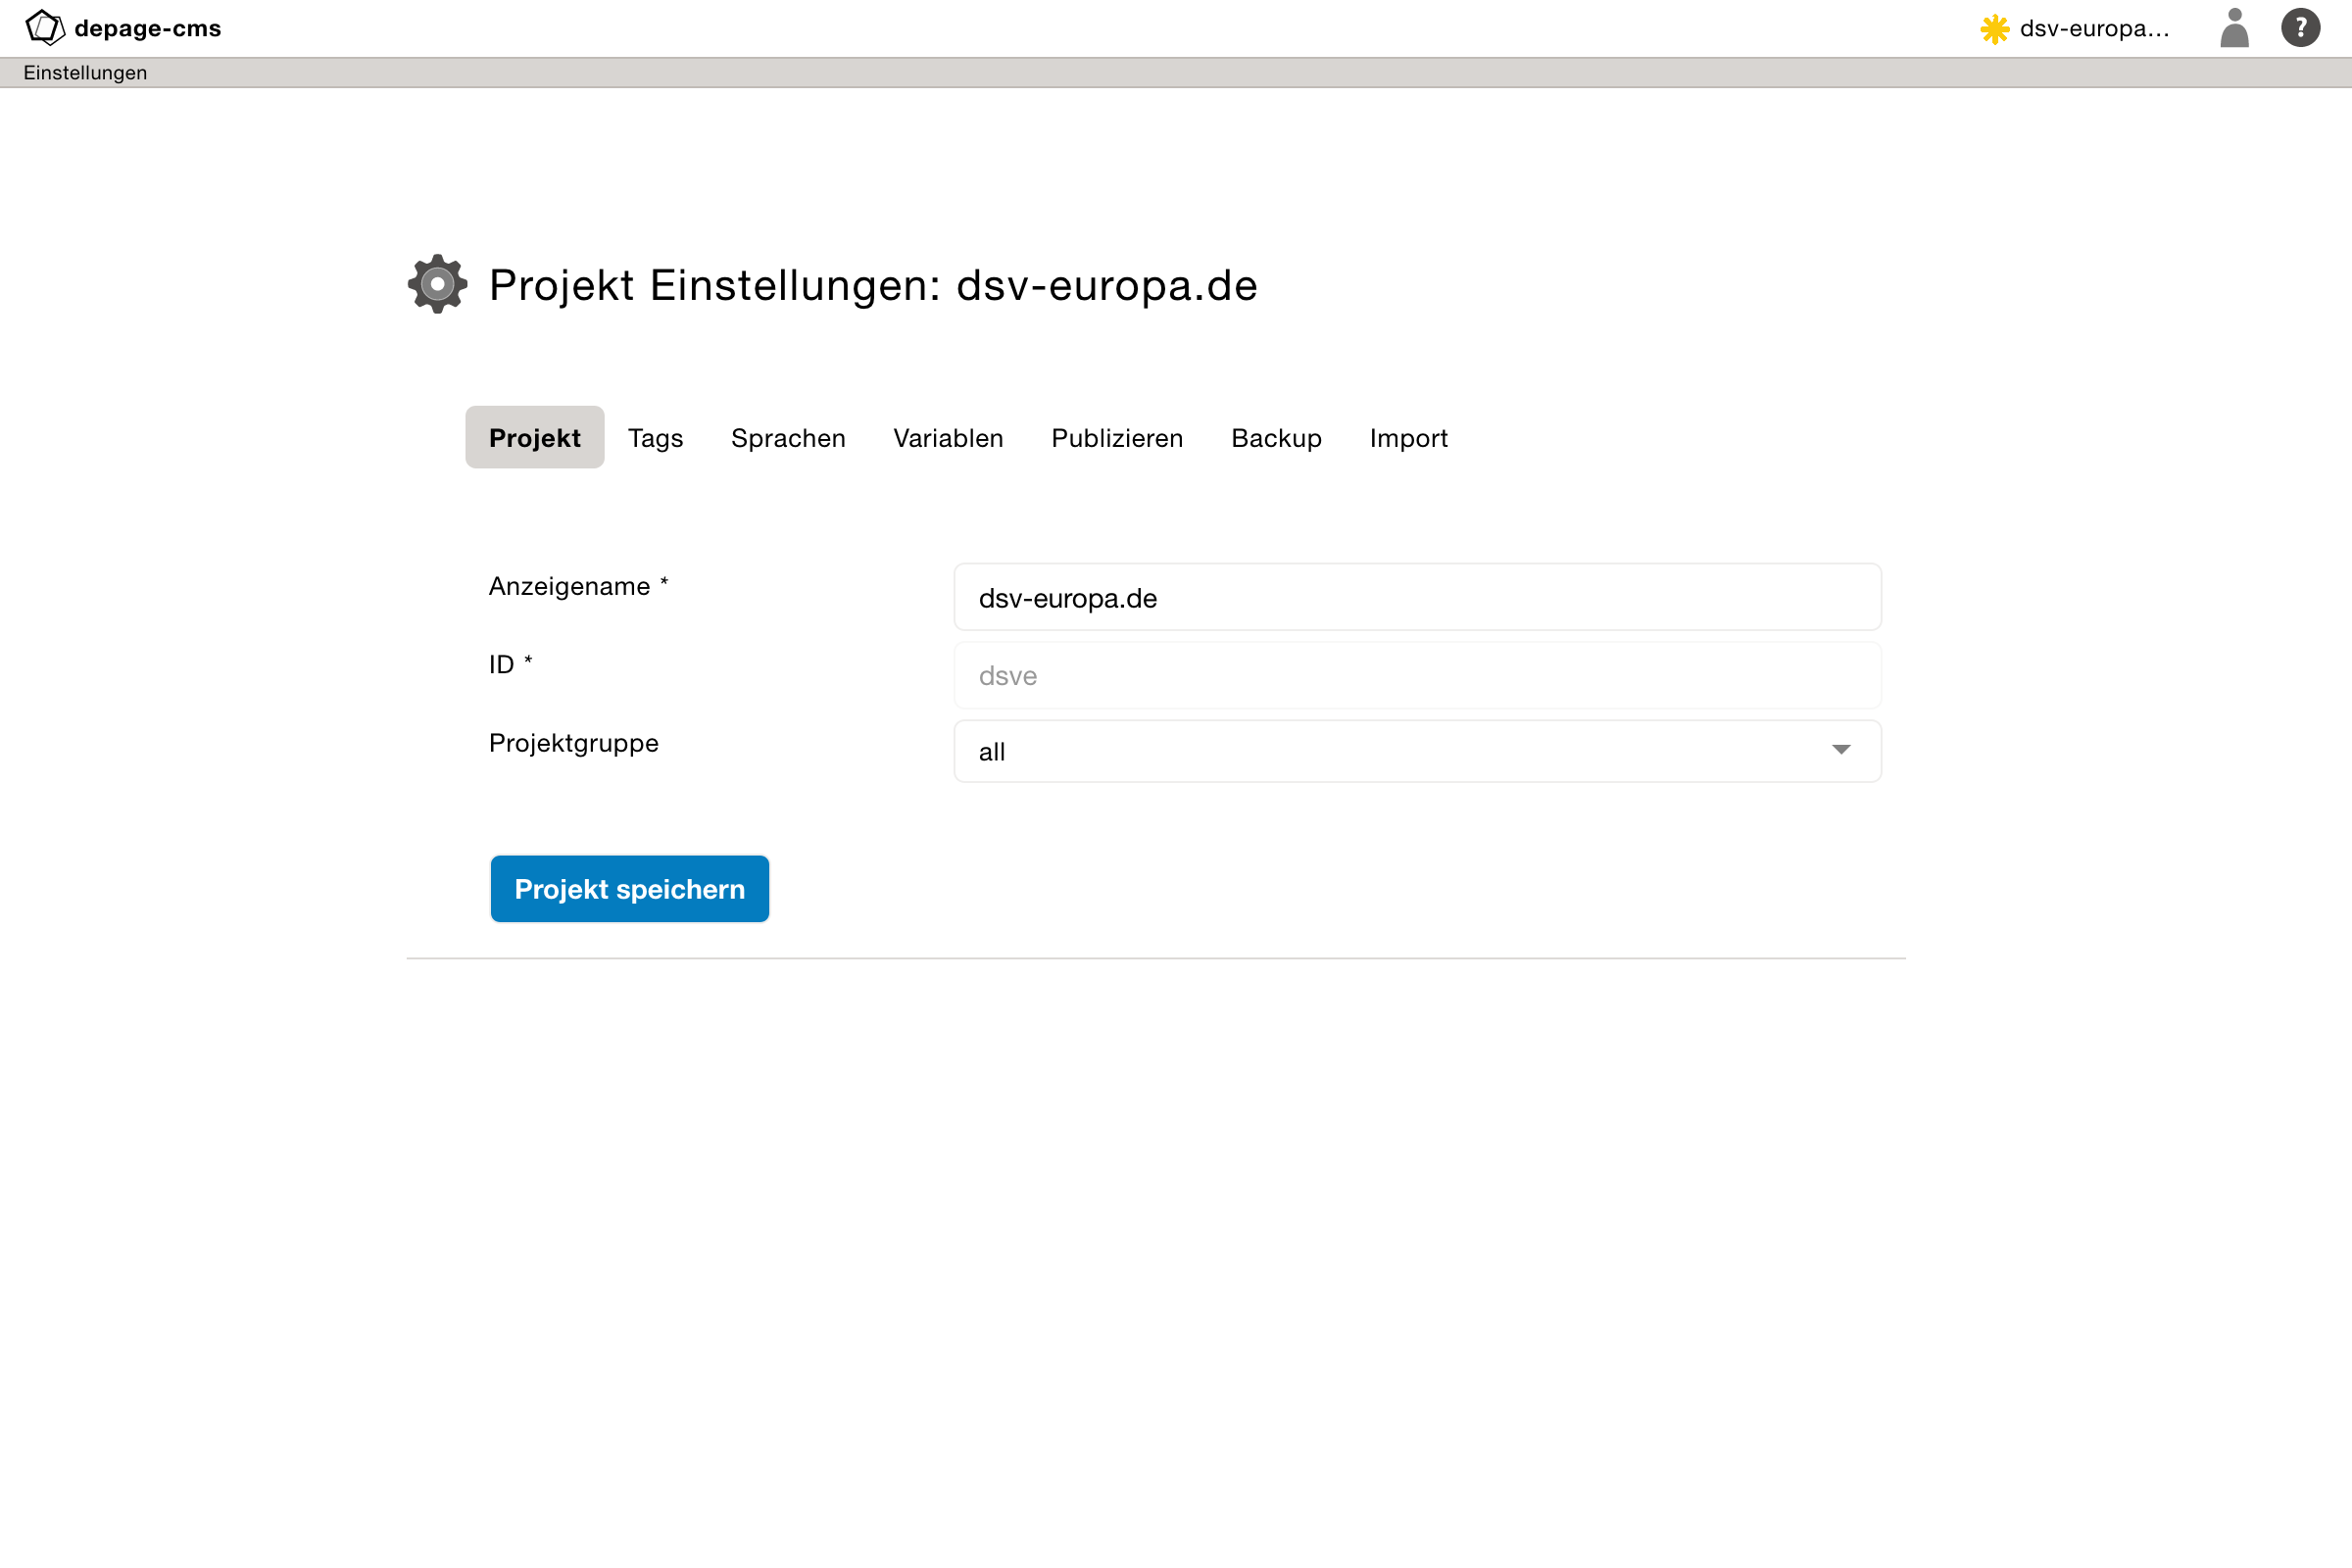 depage-cms
dsv-europa...
?
Einstellungen
Projekt Einstellungen: dsv-europa.de
Projekt Tags Sprachen Variablen Publizieren Backup Import
Anzeigename * dsv-europa.de
ID * dsve
Projektgruppe all
Projekt speichern